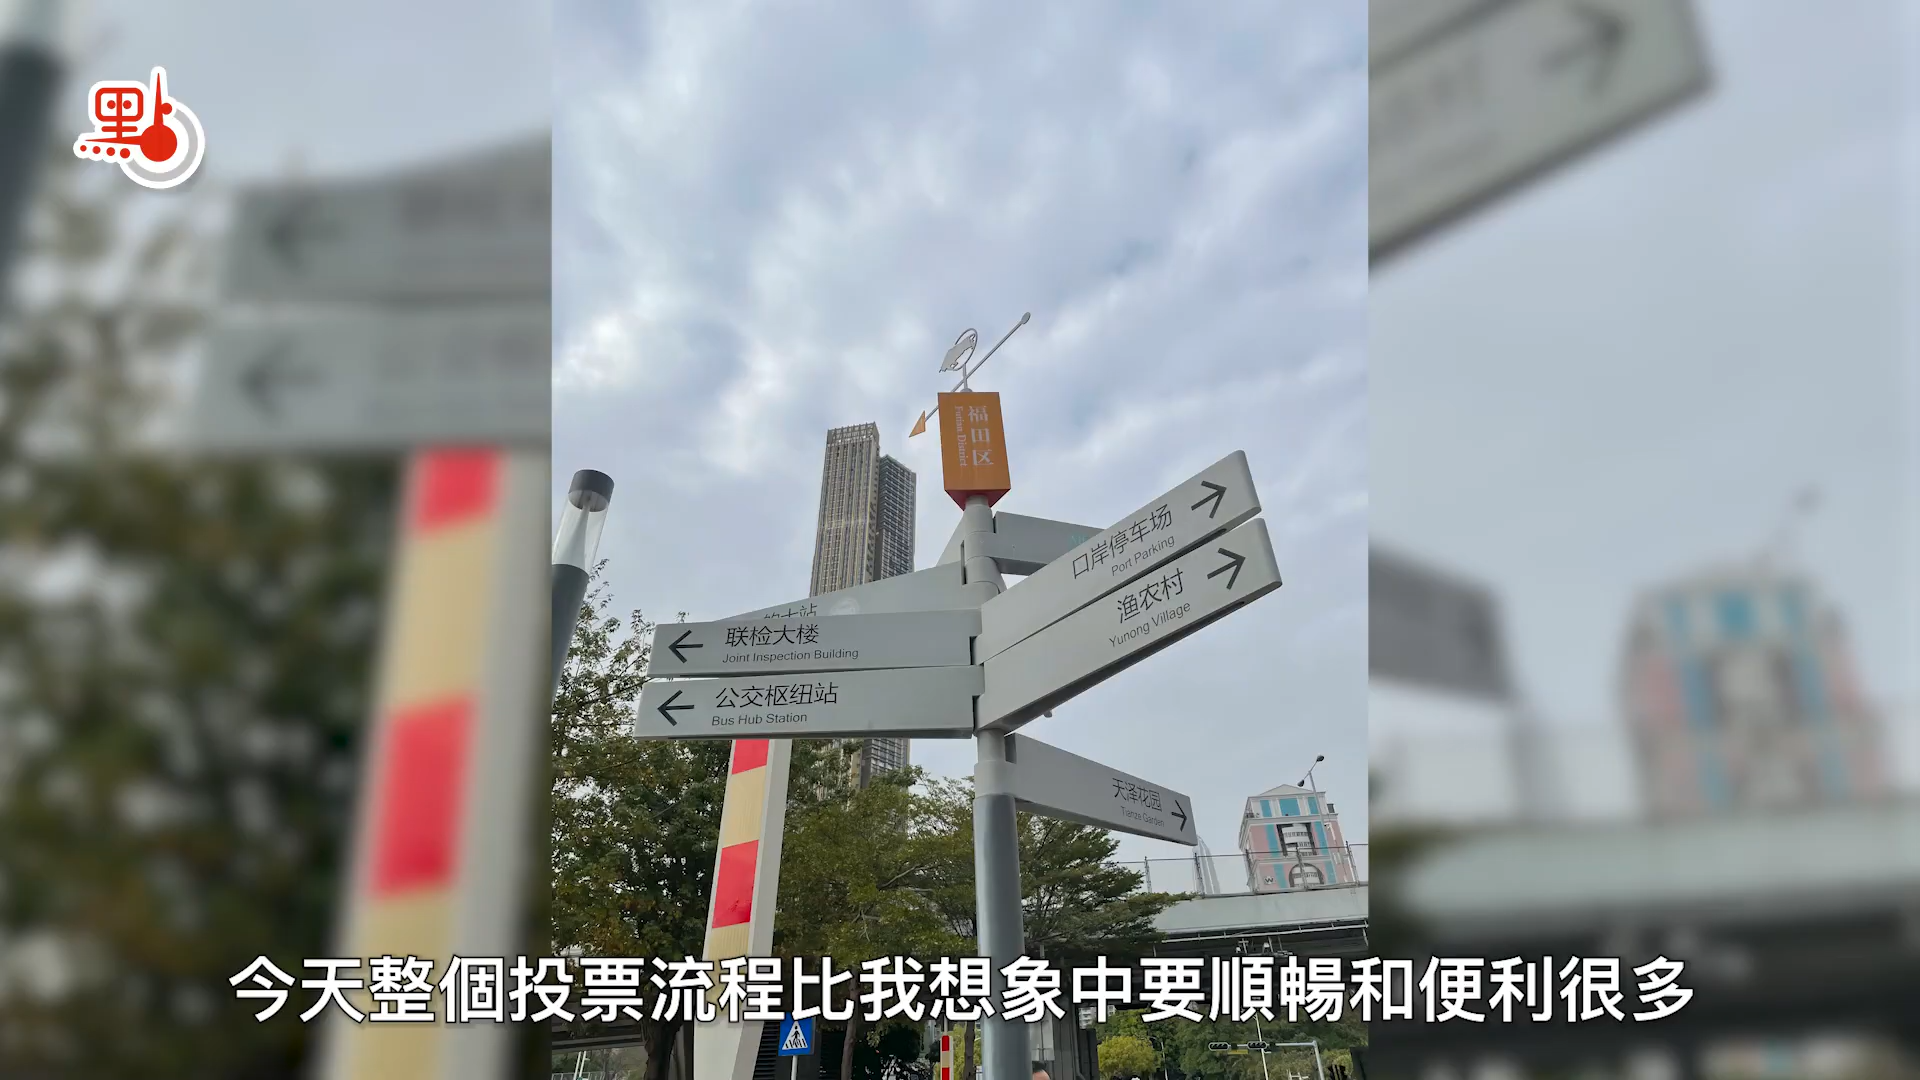 點
福田区
Futian District
口岸停车场
Port Parking
渔农村
Yunong Village
联检大楼
Joint Inspection Building
公交枢纽站
Bus Hub Station
天泽花园
Tianze Garden
今天整個投票流程比我想象中要順暢和便利很多